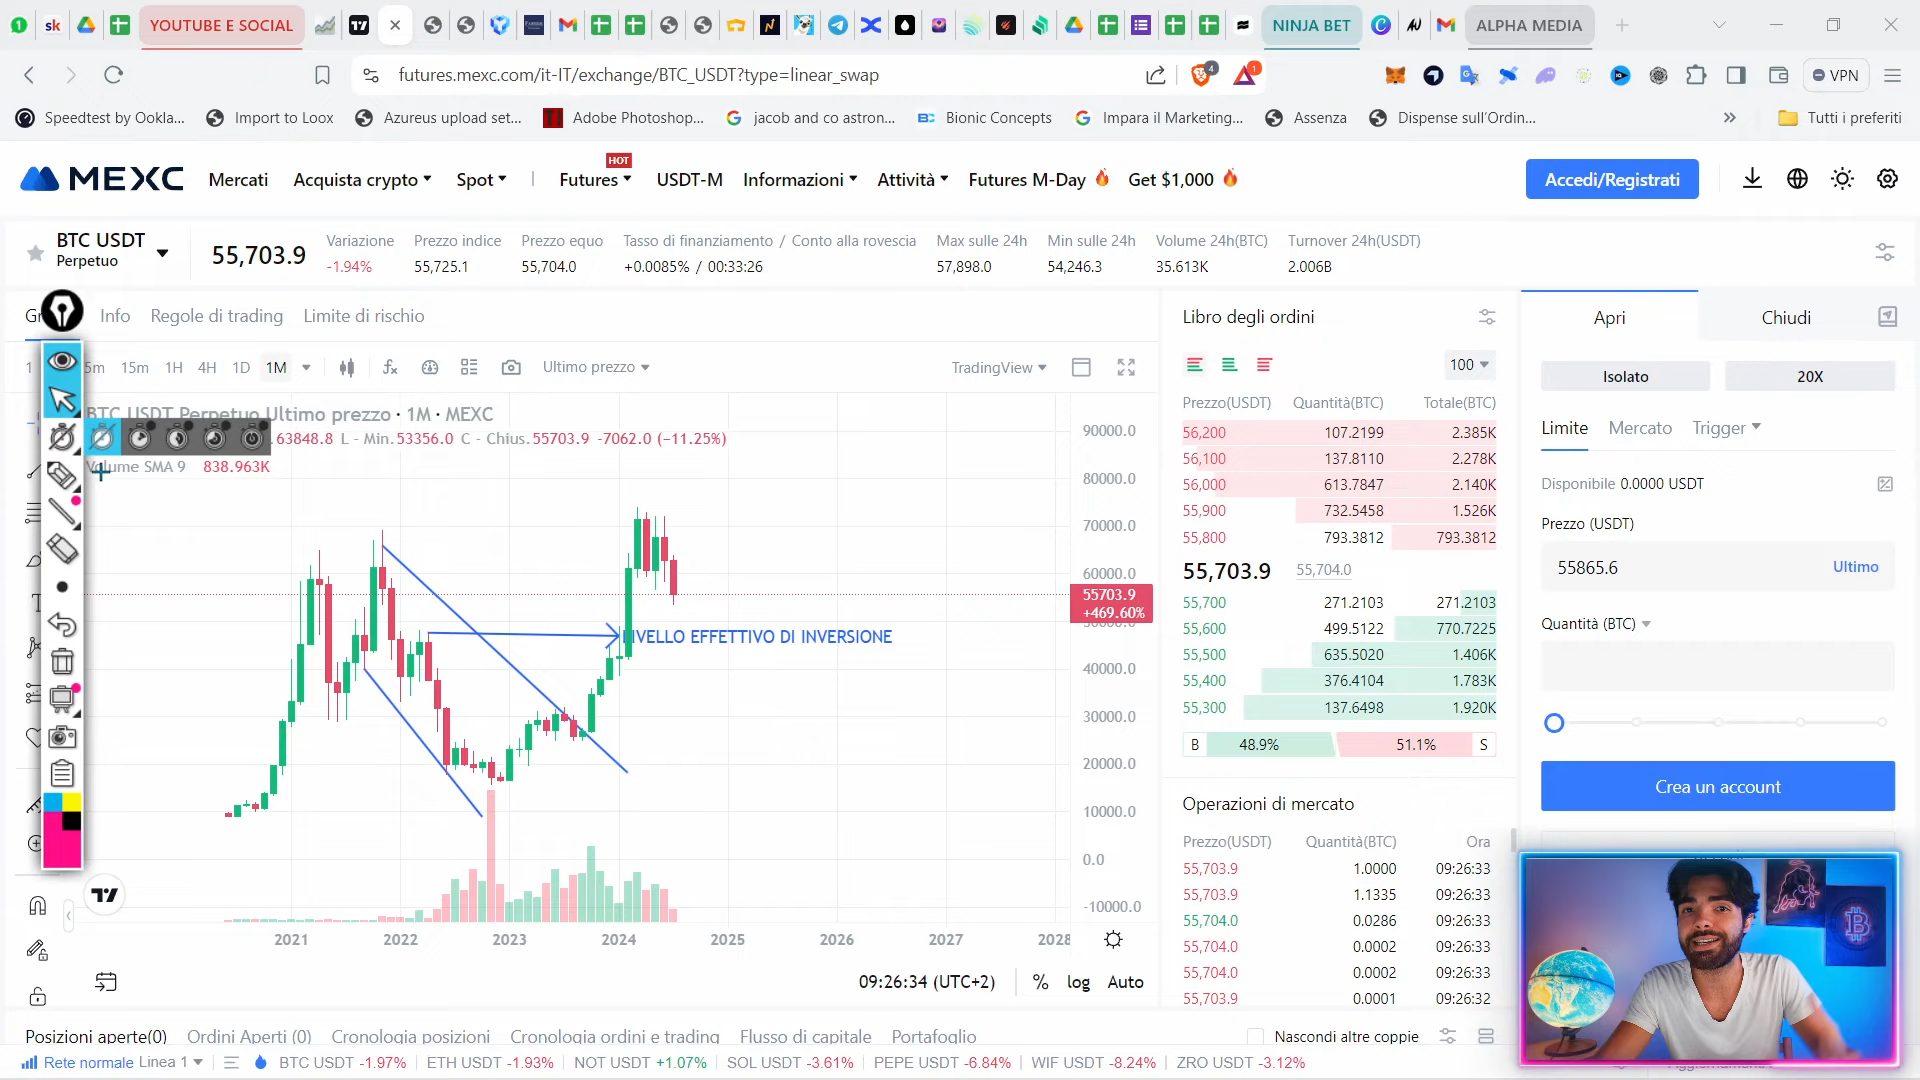 YOUTUBE E SOCIAL
NINJA BET
ALPHA MEDIA
futures.mexc.com/it-IT/exchange/BTC_USDT?type=linear_swap
4
1
VPN
Speedtest by Ookla...
Import to Loox
Azureus upload set...
Adobe Photoshop...
jacob and co astron...
Bionic Concepts
Impara il Marketing...
Assenza
Dispense sull'Ordin...
Tutti i preferiti
MEXC
Mercati
Acquista crypto
Spot
HOT
Futures
USDT-M
Informazioni
Attività
Futures M-Day
Get $1,000
Accedi/Registrati
BTC USDT
Perpetuo
55,703.9
Variazione
-1.94%
Prezzo indice
55,725.1
Prezzo equo
55,704.0
Tasso di finanziamento / Conto alla rovescia
+0.0085% / 00:33:26
Max sulle 24h
57,898.0
Min sulle 24h
54,246.3
Volume 24h(BTC)
35.613K
Turnover 24h(USDT)
2.006B
Info
Regole di trading
Limite di rischio
15m
1H
4H
1D
1M
Ultimo prezzo
TradingView
BTC USDT Perpetuo Ultimo prezzo · 1M · MEXC
63848.8 L - Min. 53356.0 C - Chius. 55703.9 -7062.0 (−11.25%)
Volume SMA 9 838.963K
90000.0
80000.0
70000.0
60000.0
55703.9
+469.60%
40000.0
30000.0
20000.0
10000.0
0.0
-10000.0
LIVELLO EFFETTIVO DI INVERSIONE
2021
2022
2023
2024
2025
2026
2027
2028
09:26:34 (UTC+2)
%
log
Auto
Libro degli ordini
100
Prezzo(USDT) Quantità(BTC) Totale(BTC)
56,200 107.2199 2.385K
56,100 137.8110 2.278K
56,000 613.7847 2.140K
55,900 732.5458 1.526K
55,800 793.3812 793.3812
55,703.9 55,704.0
55,700 271.2103 271.2103
55,600 499.5122 770.7225
55,500 635.5020 1.406K
55,400 376.4104 1.783K
55,300 137.6498 1.920K
B 48.9% 51.1% S
Operazioni di mercato
Prezzo(USDT) Quantità(BTC) Ora
55,703.9 1.0000 09:26:33
55,703.9 1.1335 09:26:33
55,704.0 0.0286 09:26:33
55,704.0 0.0002 09:26:33
55,704.0 0.0002 09:26:33
55,703.9 0.0001 09:26:32
Apri
Chiudi
Isolato
20X
Limite
Mercato
Trigger
Disponibile 0.0000 USDT
Prezzo (USDT)
55865.6
Ultimo
Quantità (BTC)
Crea un account
Posizioni aperte(0)
Ordini Aperti (0)
Cronologia posizioni
Cronologia ordini e trading
Flusso di capitale
Portafoglio
Nascondi altre coppie
Rete normale Linea 1
BTC USDT -1.97%
ETH USDT -1.93%
NOT USDT +1.07%
SOL USDT -3.61%
PEPE USDT -6.84%
WIF USDT -8.24%
ZRO USDT -3.12%